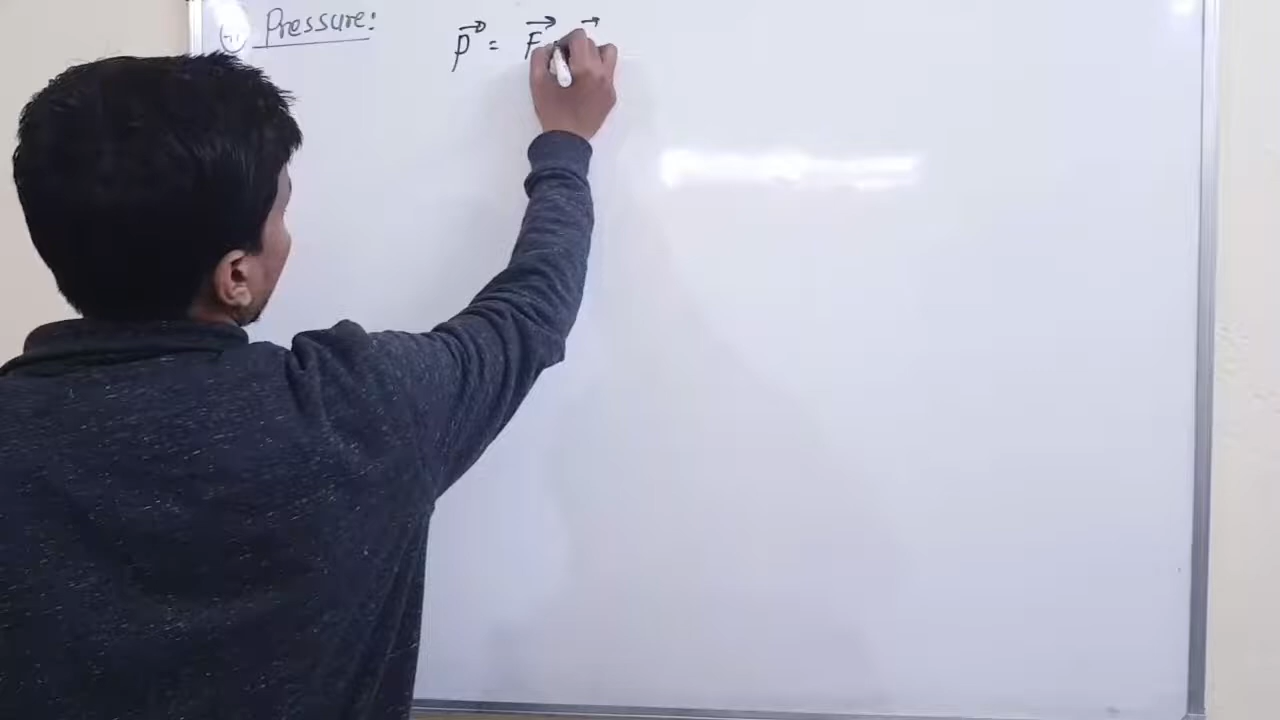 Pressure: P⃗ = F⃗